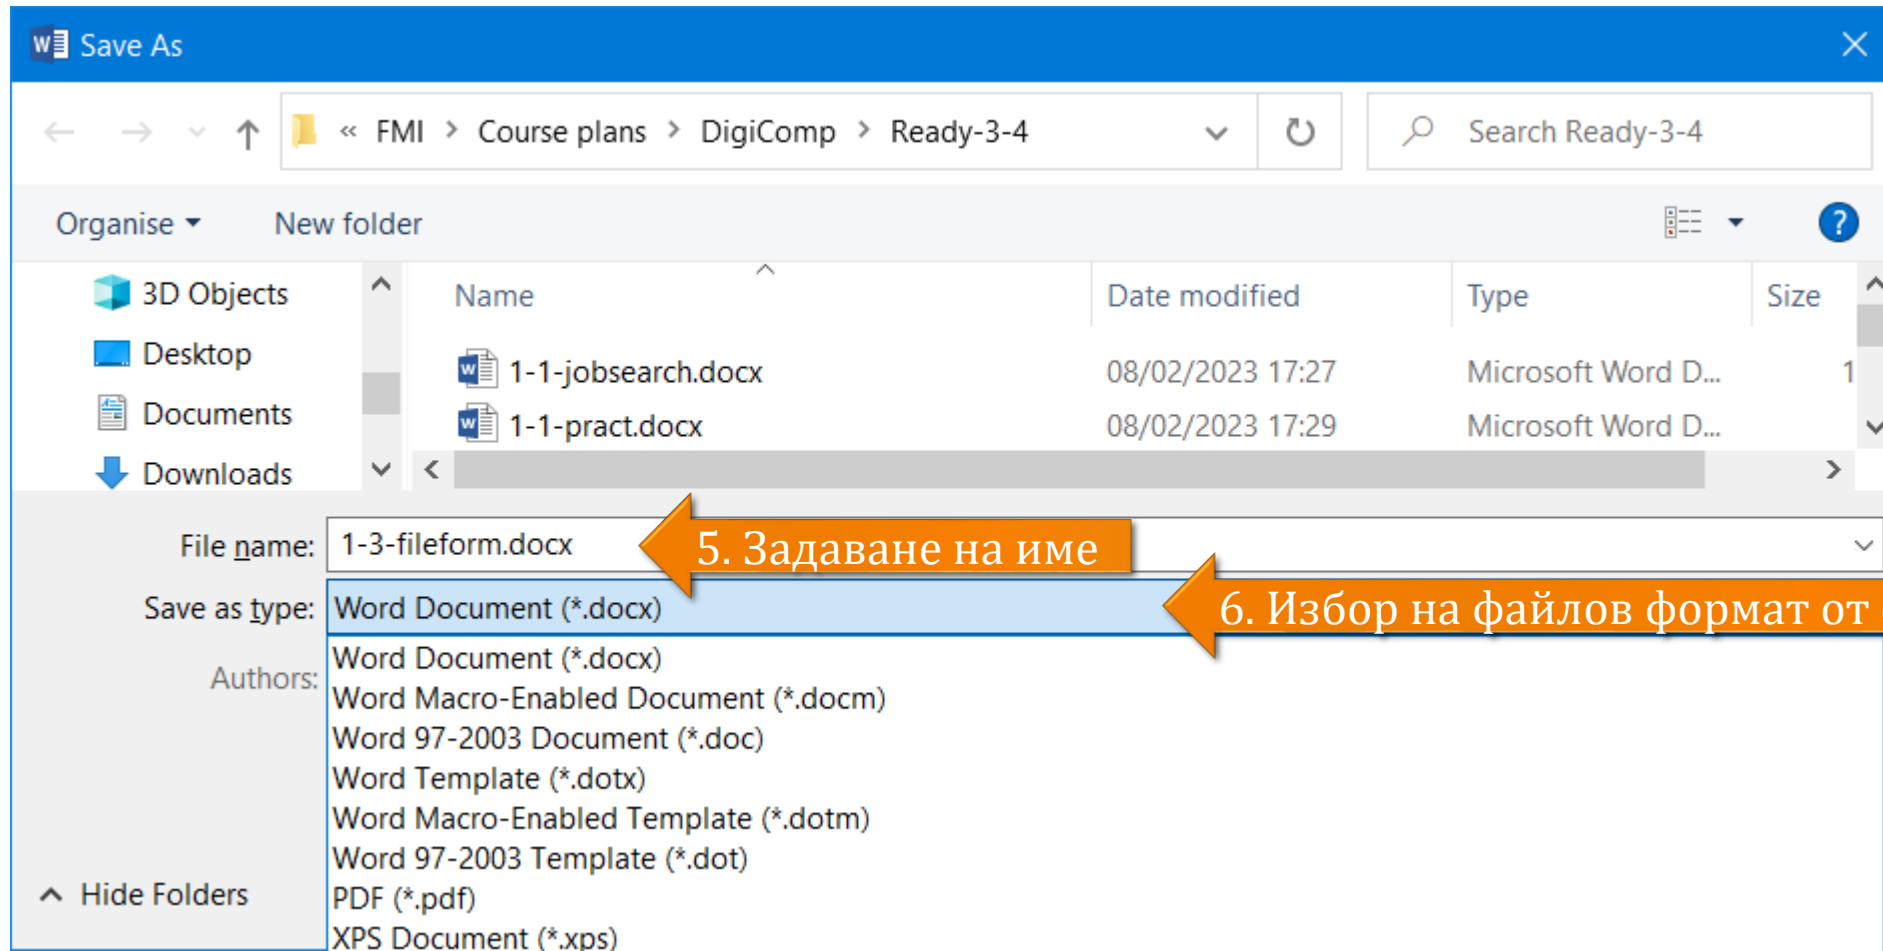 Save As
« FMI > Course plans > DigiComp > Ready-3-4
Search Ready-3-4
Organise
New folder
?
3D Objects
Desktop
Documents
Downloads
Name
Date modified
Type
Size
1-1-jobsearch.docx
08/02/2023 17:27
Microsoft Word D...
1
1-1-pract.docx
08/02/2023 17:29
Microsoft Word D...
File name:
1-3-fileform.docx
5. Задаване на име
Save as type:
Word Document (*.docx)
6. Избор на файлов формат от
Authors:
Word Document (*.docx)
Word Macro-Enabled Document (*.docm)
Word 97-2003 Document (*.doc)
Word Template (*.dotx)
Word Macro-Enabled Template (*.dotm)
Word 97-2003 Template (*.dot)
PDF (*.pdf)
XPS Document (*.xps)
Hide Folders